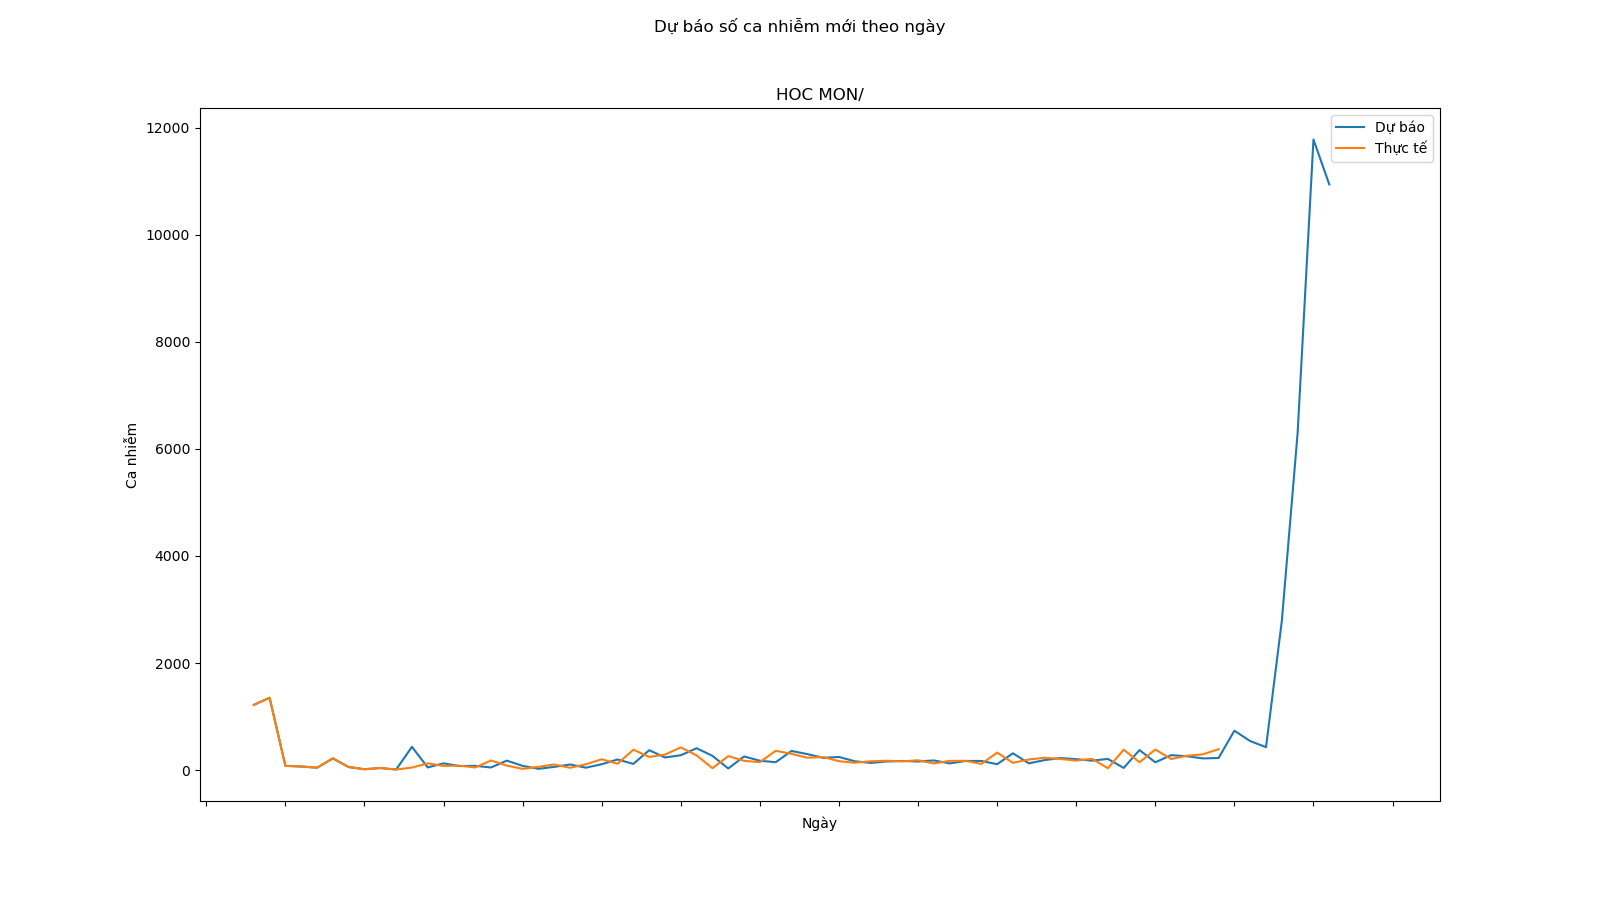 Dự báo số ca nhiễm mới theo ngày
HOC MON/
12000
10000
8000
6000
4000
2000
0
Ca nhiễm
Dự báo
Thực tế
Ngày